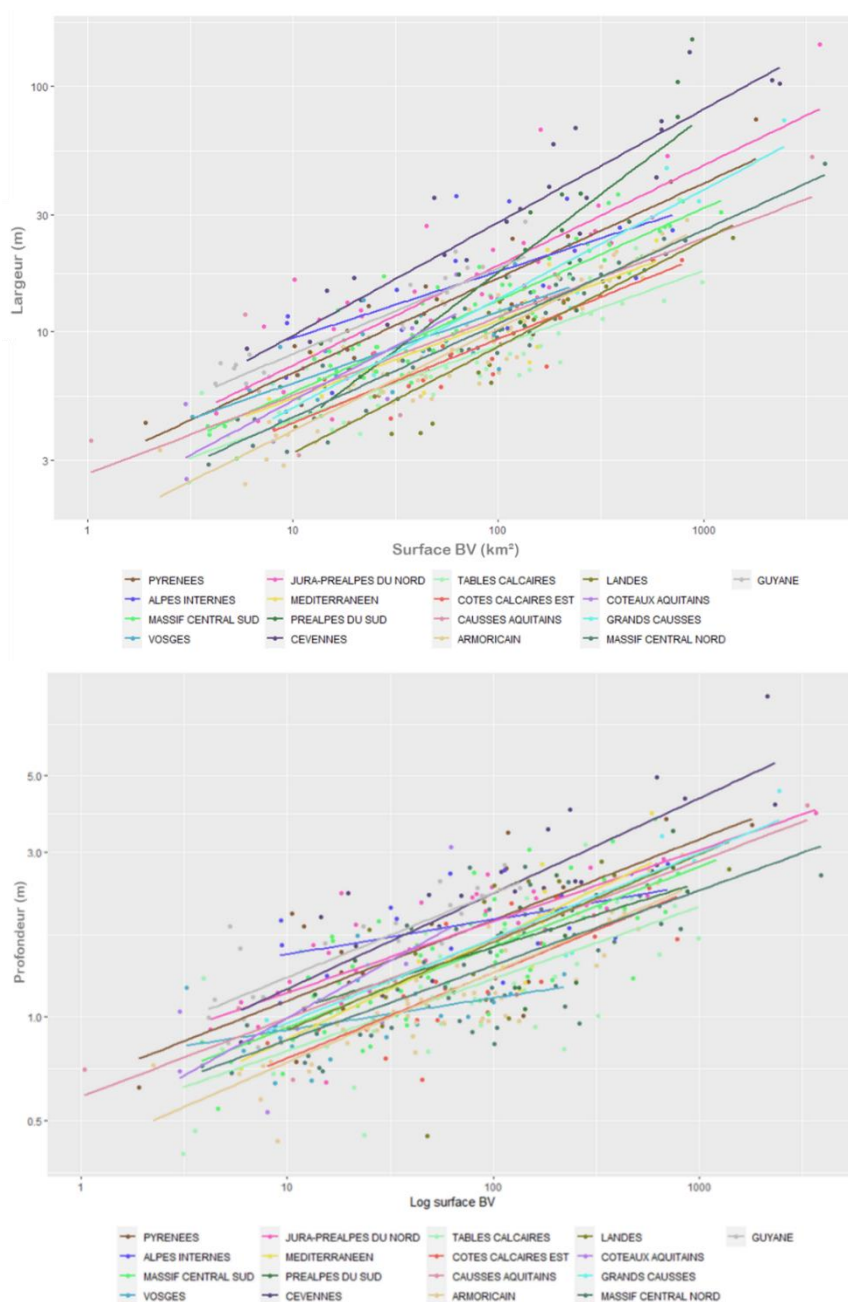 100
30
10
3
Largeur (m)
1
10
100
1000
Surface BV (km²)
PYRENEES JURA-PREALPES DU NORD TABLES CALCAIRES LANDES GUYANE
ALPES INTERNES MEDITERRANEEN COTES CALCAIRES EST COTEAUX AQUITAINS
MASSIF CENTRAL SUD PREALPES DU SUD CAUSSES AQUITAINS GRANDS CAUSSES
VOSGES CEVENNES ARMORICAIN MASSIF CENTRAL NORD
5.0
3.0
1.0
0.5
Profondeur (m)
1
10
100
1000
Log surface BV
PYRENEES JURA-PREALPES DU NORD TABLES CALCAIRES LANDES GUYANE
ALPES INTERNES MEDITERRANEEN COTES CALCAIRES EST COTEAUX AQUITAINS
MASSIF CENTRAL SUD PREALPES DU SUD CAUSSES AQUITAINS GRANDS CAUSSES
VOSGES CEVENNES ARMORICAIN MASSIF CENTRAL NORD